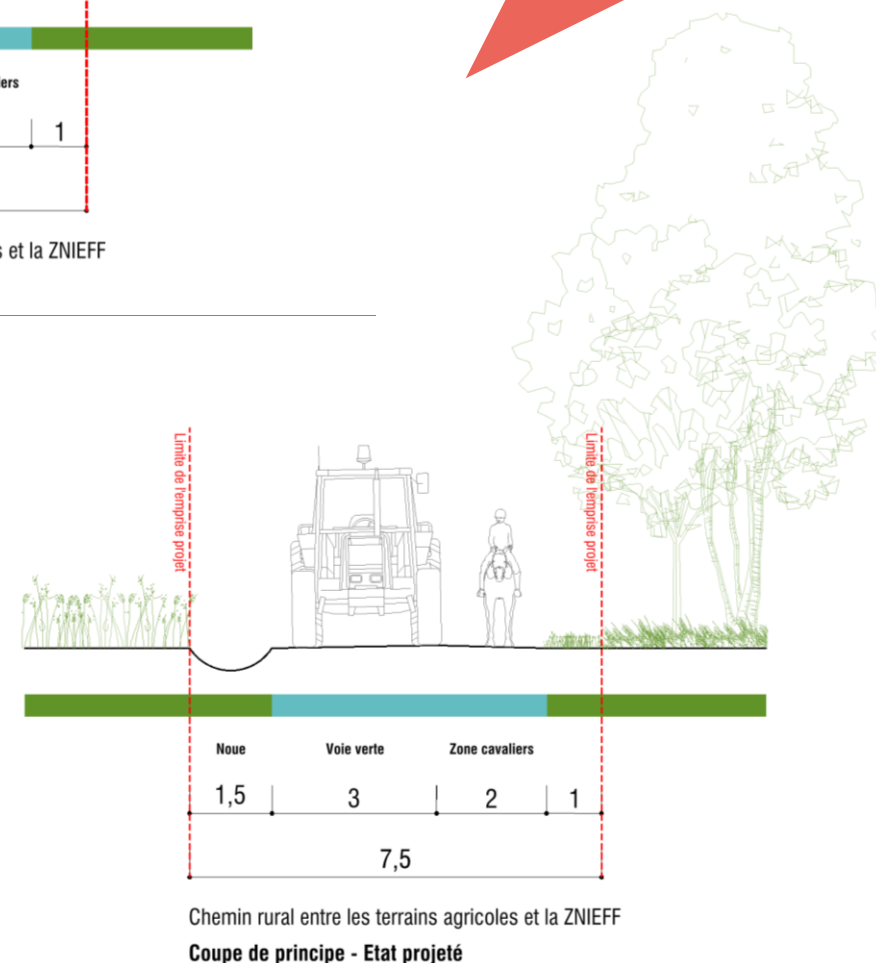 iers
1
s et la ZNIEFF
Limite de l'emprise projet
Limite de l'emprise projet
Noue Voie verte Zone cavaliers
1,5 3 2 1
7,5
Chemin rural entre les terrains agricoles et la ZNIEFF
Coupe de principe - Etat projeté